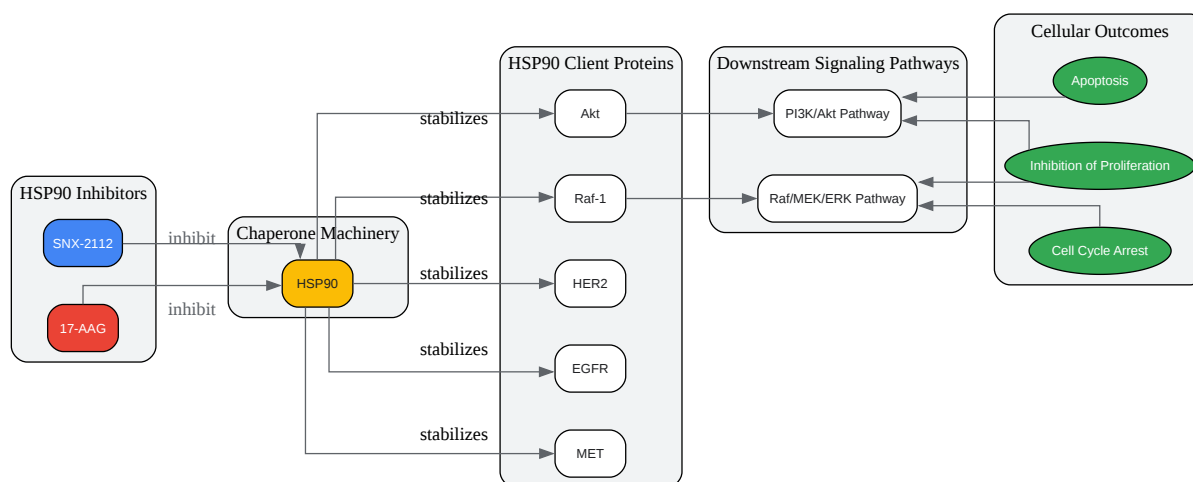 HSP90 Inhibitors
SNX-2112
17-AAG
inhibit
inhibit
Chaperone Machinery
HSP90
stabilizes
stabilizes
stabilizes
stabilizes
stabilizes
HSP90 Client Proteins
Akt
Raf-1
HER2
EGFR
MET
Downstream Signaling Pathways
PI3K/Akt Pathway
Raf/MEK/ERK Pathway
Cellular Outcomes
Apoptosis
Inhibition of Proliferation
Cell Cycle Arrest